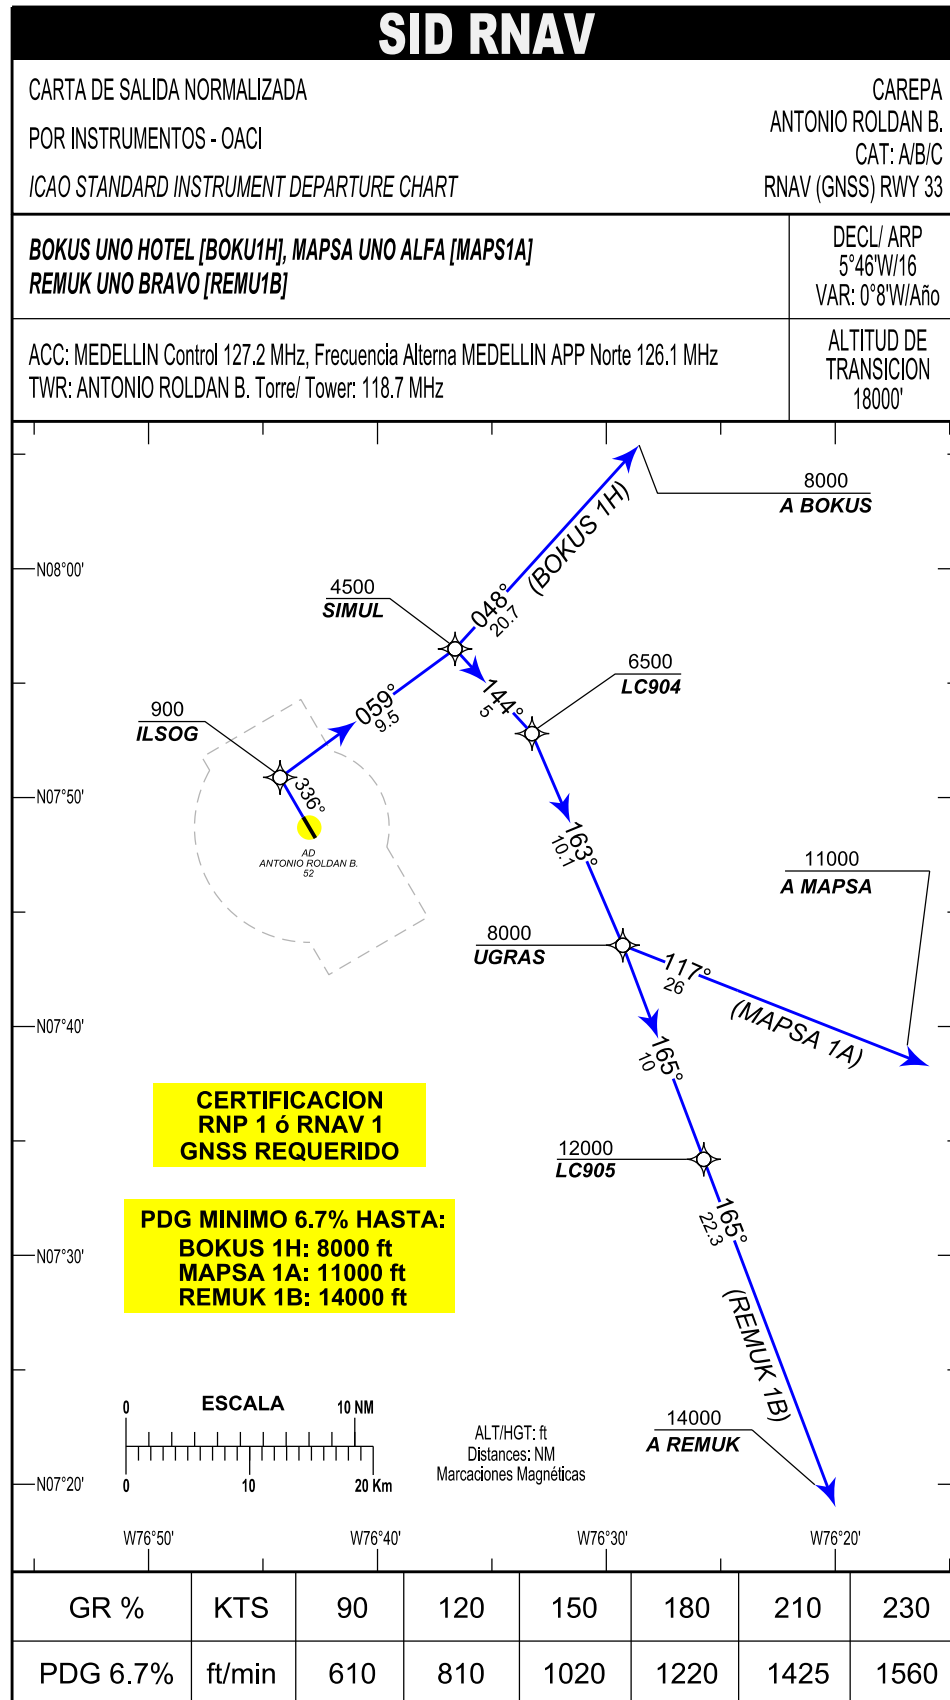 SID RNAV
CARTA DE SALIDA NORMALIZADA
POR INSTRUMENTOS - OACI
ICAO STANDARD INSTRUMENT DEPARTURE CHART
CAREPA
ANTONIO ROLDAN B.
CAT: A/B/C
RNAV (GNSS) RWY 33
BOKUS UNO HOTEL [BOKU1H], MAPSA UNO ALFA [MAPS1A]
REMUK UNO BRAVO [REMU1B]
DECL/ ARP
5°46'W/16
VAR: 0°8'W/Año
ACC: MEDELLIN Control 127.2 MHz, Frecuencia Alterna MEDELLIN APP Norte 126.1 MHz
TWR: ANTONIO ROLDAN B. Torre/ Tower: 118.7 MHz
ALTITUD DE
TRANSICION
18000'
8000
A BOKUS
(BOKUS 1H)
N08°00'
4500
SIMUL
048°
20.7
6500
LC904
144°
5
059°
9.5
900
ILSOG
N07°50'
336°
AD
ANTONIO ROLDAN B.
52
163°
10.1
11000
A MAPSA
8000
UGRAS
117°
26
(MAPSA 1A)
N07°40'
165°
10
CERTIFICACION
RNP 1 ó RNAV 1
GNSS REQUERIDO
12000
LC905
165°
22.3
PDG MINIMO 6.7% HASTA:
BOKUS 1H: 8000 ft
MAPSA 1A: 11000 ft
REMUK 1B: 14000 ft
N07°30'
(REMUK 1B)
0 ESCALA 10 NM
0 10 20 Km
ALT/HGT: ft
Distances: NM
Marcaciones Magnéticas
14000
A REMUK
N07°20'
W76°50' W76°40' W76°30' W76°20'
GR % KTS 90 120 150 180 210 230
PDG 6.7% ft/min 610 810 1020 1220 1425 1560